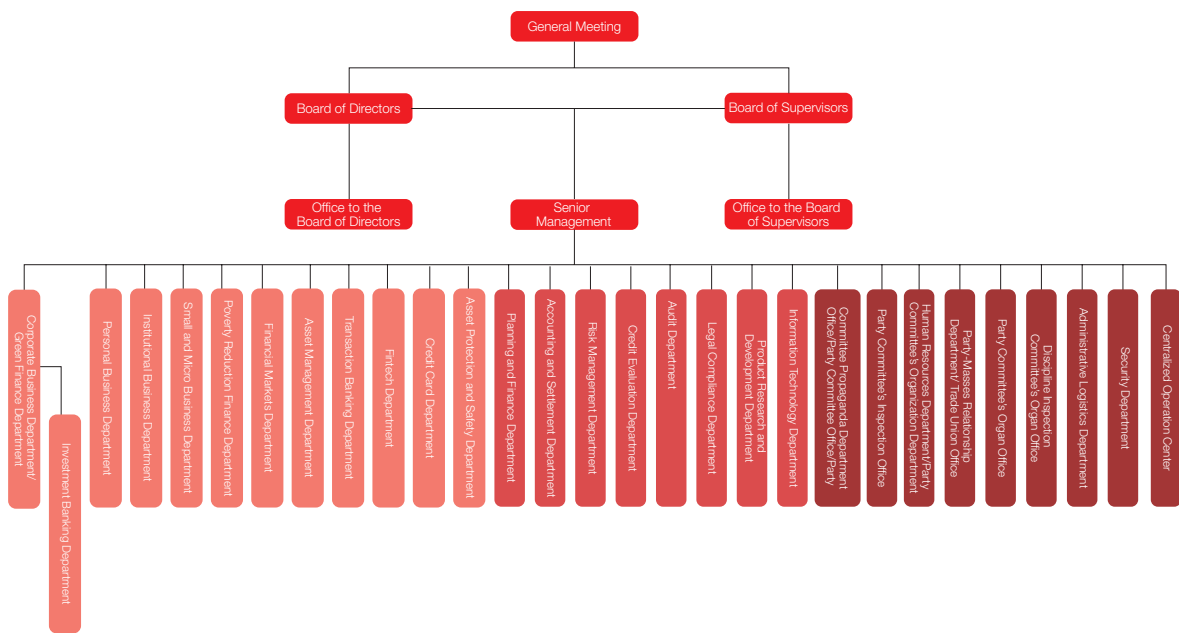 General Meeting
Board of Directors
Board of Supervisors
Office to the
Board of Directors
Senior
Management
Office to the Board
of Supervisors
Corporate Business Department/
Green Finance Department
Investment Banking Department
Personal Business Department
Institutional Business Department
Small and Micro Business Department
Poverty Reduction Finance Department
Financial Markets Department
Asset Management Department
Transaction Banking Department
Fintech Department
Credit Card Department
Asset Protection and Safety Department
Planning and Finance Department
Accounting and Settlement Department
Risk Management Department
Credit Evaluation Department
Audit Department
Legal Compliance Department
Product Research and
Development Department
Information Technology Department
Office/Party Committee Office/Party
Committee Propaganda Department
Party Committee's Inspection Office
Human Resources Department/Party
Committee's Organization Department
Party-Masses Relationship
Department/ Trade Union Office
Party Committee's Organ Office
Discipline Inspection
Committee's Organ Office
Administrative Logistics Department
Security Department
Centralized Operation Center